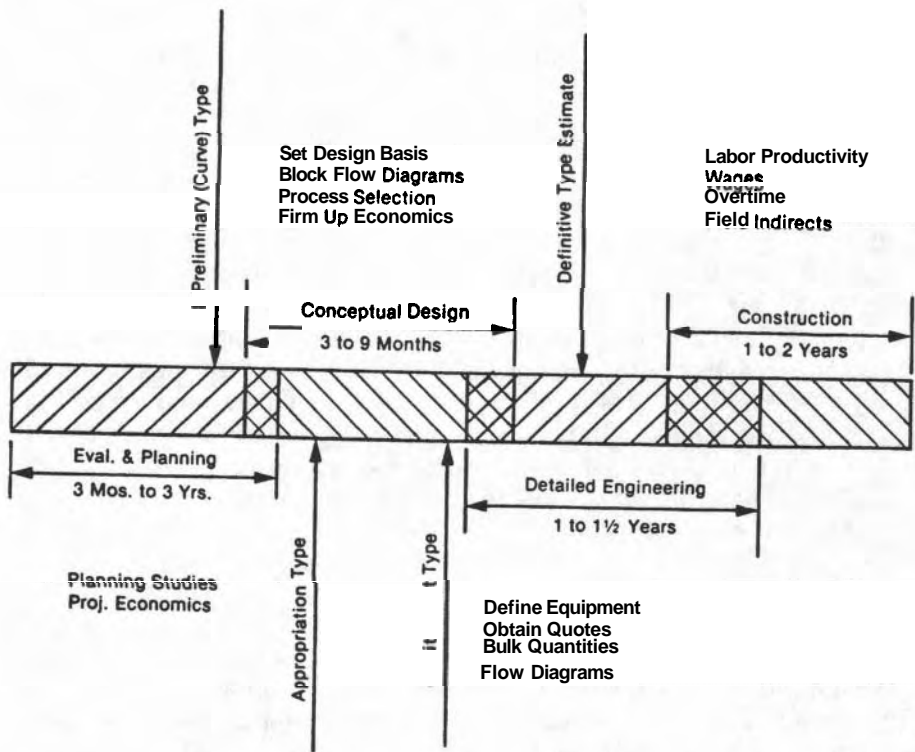 Preliminary (Curve) Type
Set Design Basis
Block Flow Diagrams
Process Selection
Firm Up Economics
Definitive Type Estimate
Labor Productivity
Wages
Overtime
Field Indirects
Conceptual Design
3 to 9 Months
Construction
1 to 2 Years
Eval. & Planning
3 Mos. to 3 Yrs.
Detailed Engineering
1 to 1½ Years
Planning Studies
Proj. Economics
Appropriation Type
it t Type
Define Equipment
Obtain Quotes
Bulk Quantities
Flow Diagrams